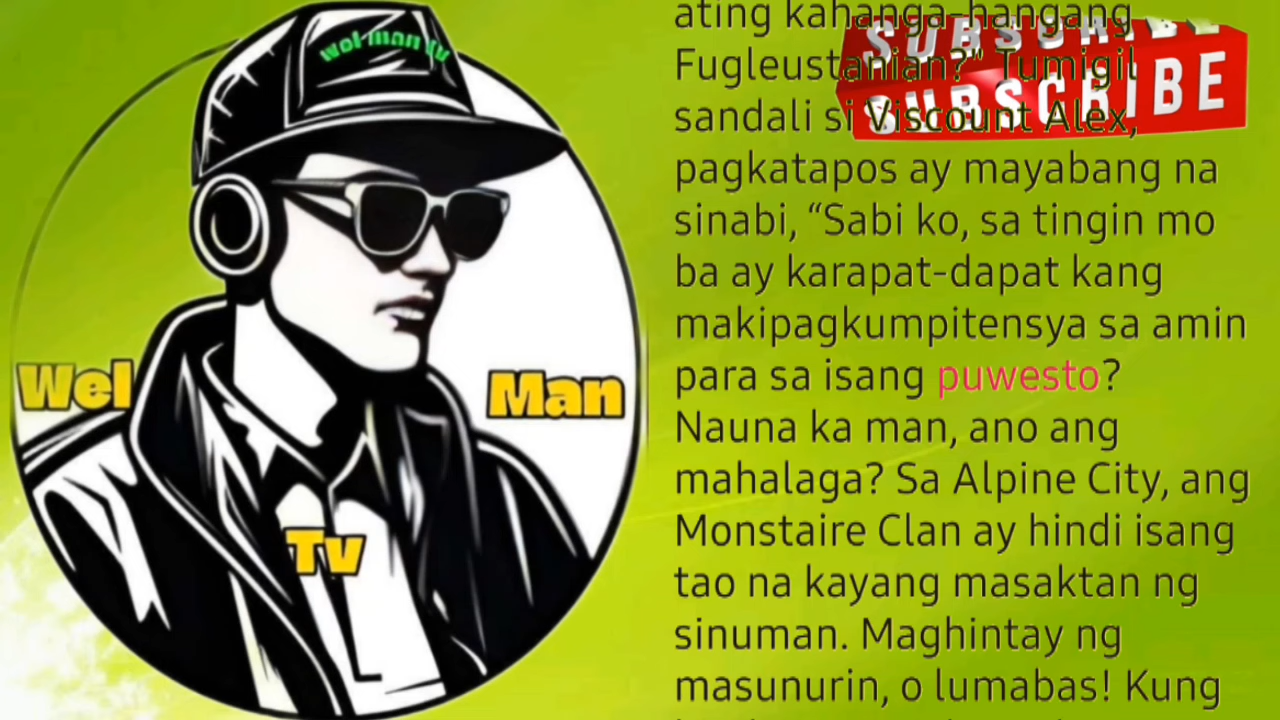 wel man tv
Wel
Man
Tv
SUBSCRIBE
SUBSCRIBE
ating kahanga-hangang
Fugleustanian?” Tumigil
sandali si Viscount Alex,
pagkatapos ay mayabang na
sinabi, “Sabi ko, sa tingin mo
ba ay karapat-dapat kang
makipagkumpitensya sa amin
para sa isang puwesto?
Nauna ka man, ano ang
mahalaga? Sa Alpine City, ang
Monstaire Clan ay hindi isang
tao na kayang masaktan ng
sinuman. Maghintay ng
masunurin, o lumabas! Kung